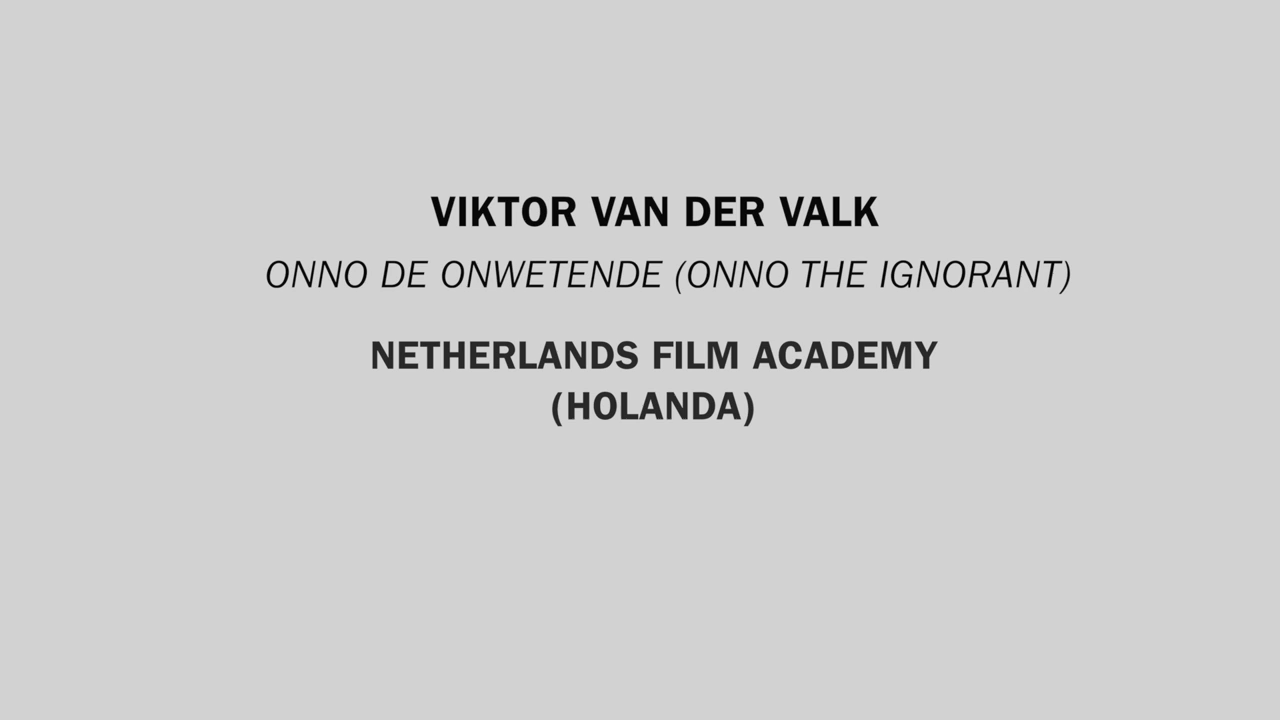 VIKTOR VAN DER VALK
ONNO DE ONWETENDE (ONNO THE IGNORANT)
NETHERLANDS FILM ACADEMY
(HOLANDA)